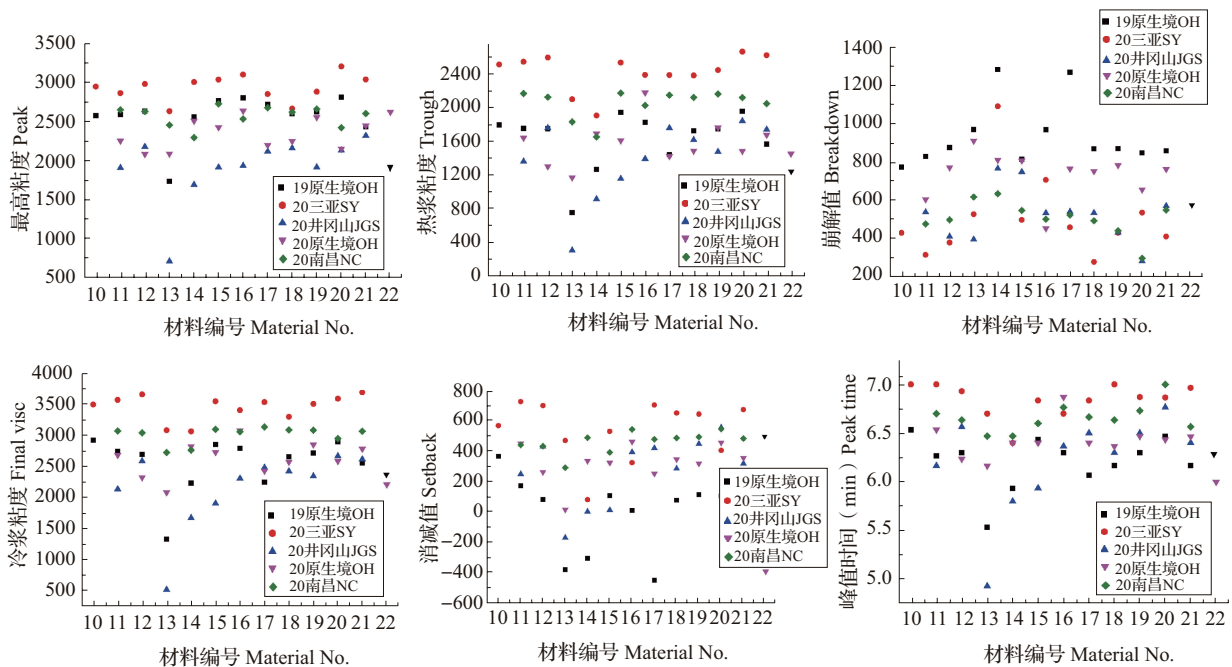 3500
3000
2500
2000
1500
1000
500
最高粘度 Peak
19原生境OH
20三亚SY
20井冈山JGS
20原生境OH
20南昌NC
10 11 12 13 14 15 16 17 18 19 20 21 22
材料编号 Material No.
2400
2000
1600
1200
800
400
0
热浆粘度 Trough
19原生境OH
20三亚SY
20井冈山JGS
20原生境OH
20南昌NC
10 11 12 13 14 15 16 17 18 19 20 21 22
材料编号 Material No.
19原生境OH
20三亚SY
20井冈山JGS
20原生境OH
20南昌NC
1400
1200
1000
800
600
400
200
崩解值 Breakdown
10 11 12 13 14 15 16 17 18 19 20 21 22
材料编号 Material No.
4000
3500
3000
2500
2000
1500
1000
500
冷浆粘度 Final visc
19原生境OH
20三亚SY
20井冈山JGS
20原生境OH
20南昌NC
10 11 12 13 14 15 16 17 18 19 20 21 22
材料编号 Material No.
800
600
400
200
0
−200
−400
−600
消减值 Setback
19原生境OH
20三亚SY
20井冈山JGS
20原生境OH
20南昌NC
10 11 12 13 14 15 16 17 18 19 20 21 22
材料编号 Material No.
7.0
6.5
6.0
5.5
5.0
峰值时间（min）Peak time
19原生境OH
20三亚SY
20井冈山JGS
20原生境OH
20南昌NC
10 11 12 13 14 15 16 17 18 19 20 21 22
材料编号 Material No.